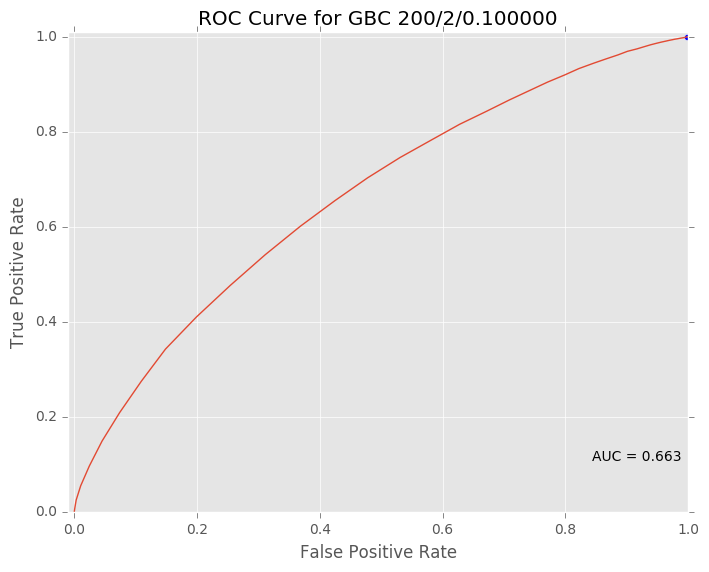 ROC Curve for GBC 200/2/0.100000
1.0
0.8
0.6
0.4
0.2
0.0
True Positive Rate
AUC = 0.663
0.0 0.2 0.4 0.6 0.8 1.0
False Positive Rate